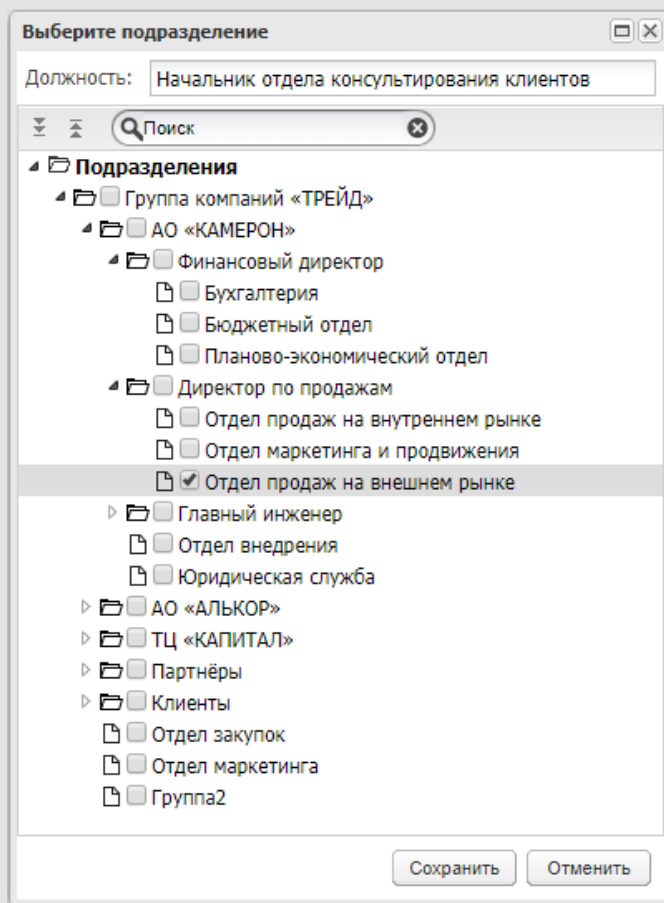 Выберите подразделение
Должность: Начальник отдела консультирования клиентов
Поиск
Подразделения
Группа компаний «ТРЕЙД»
АО «КАМЕРОН»
Финансовый директор
Бухгалтерия
Бюджетный отдел
Планово-экономический отдел
Директор по продажам
Отдел продаж на внутреннем рынке
Отдел маркетинга и продвижения
Отдел продаж на внешнем рынке
Главный инженер
Отдел внедрения
Юридическая служба
АО «АЛЬКОР»
ТЦ «КАПИТАЛ»
Партнёры
Клиенты
Отдел закупок
Отдел маркетинга
Группа2
Сохранить Отменить